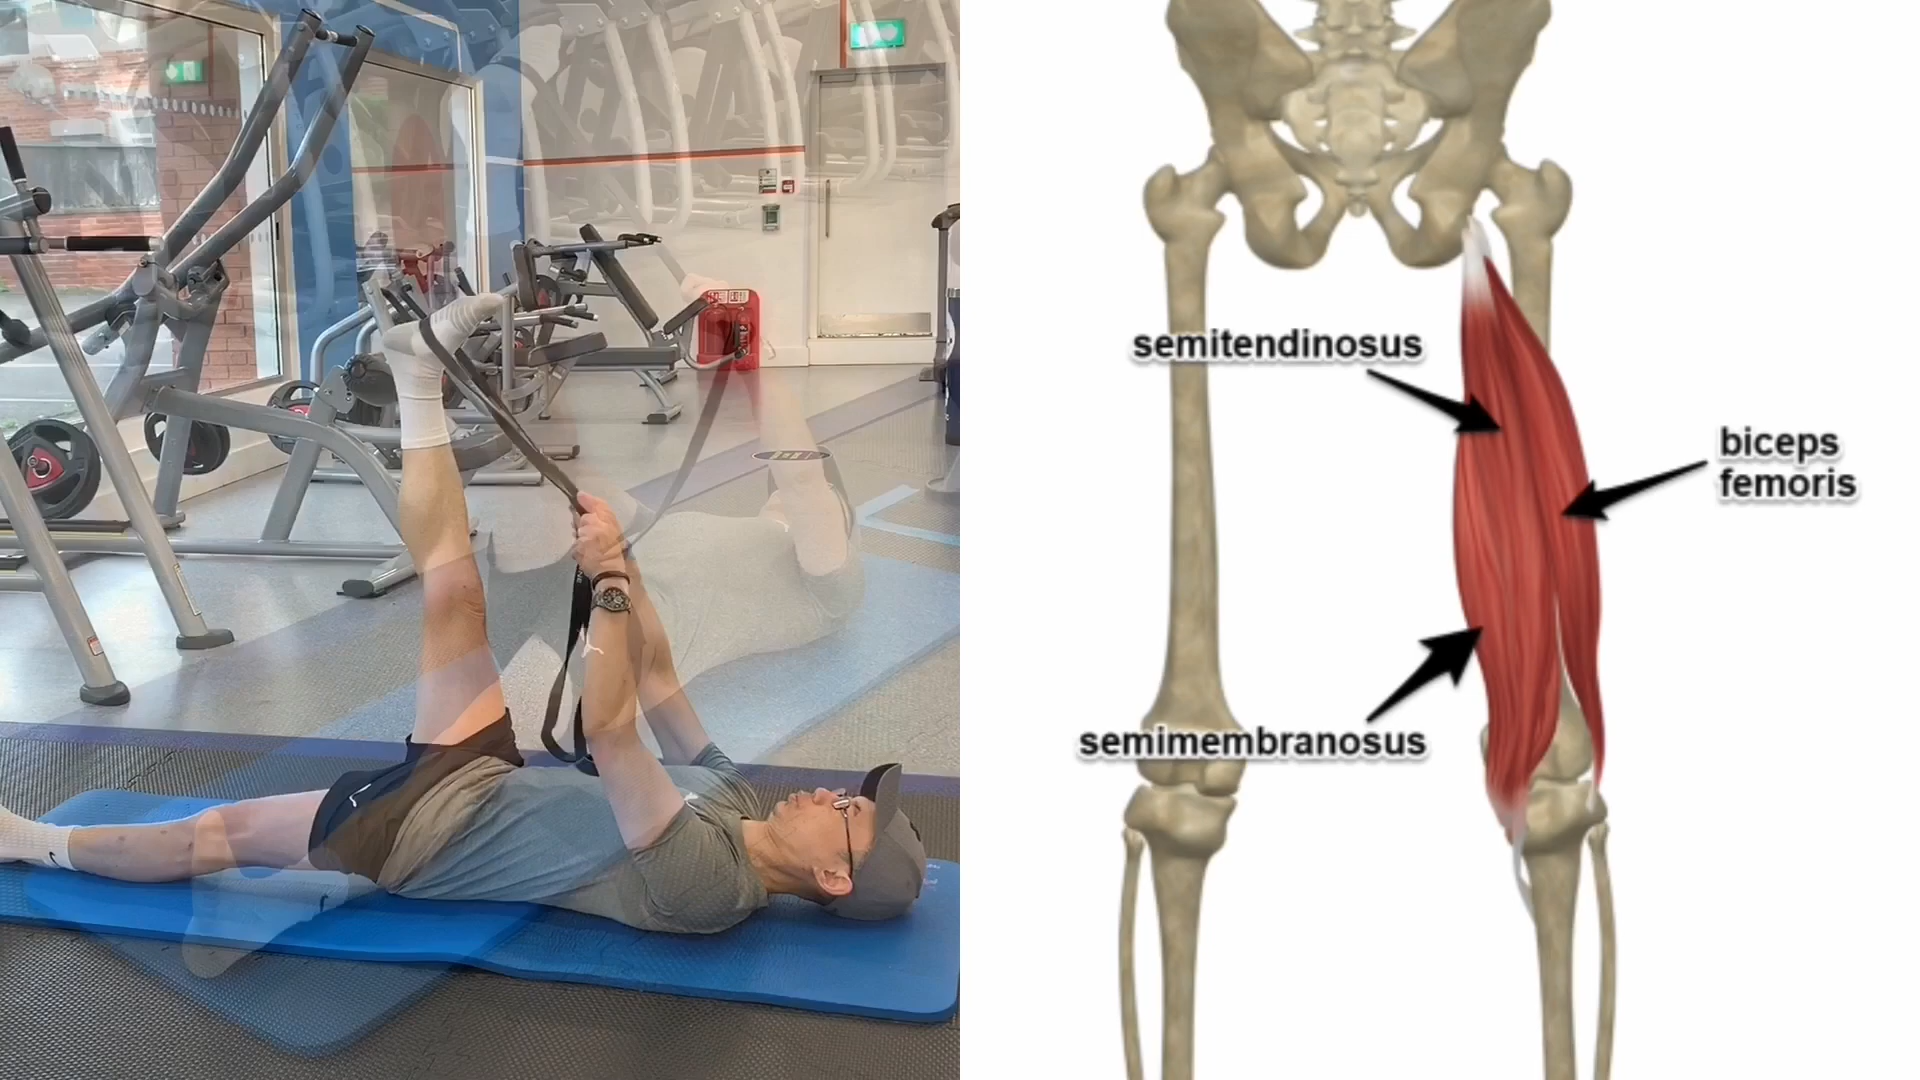 semitendinosus
biceps
femoris
semimembranosus